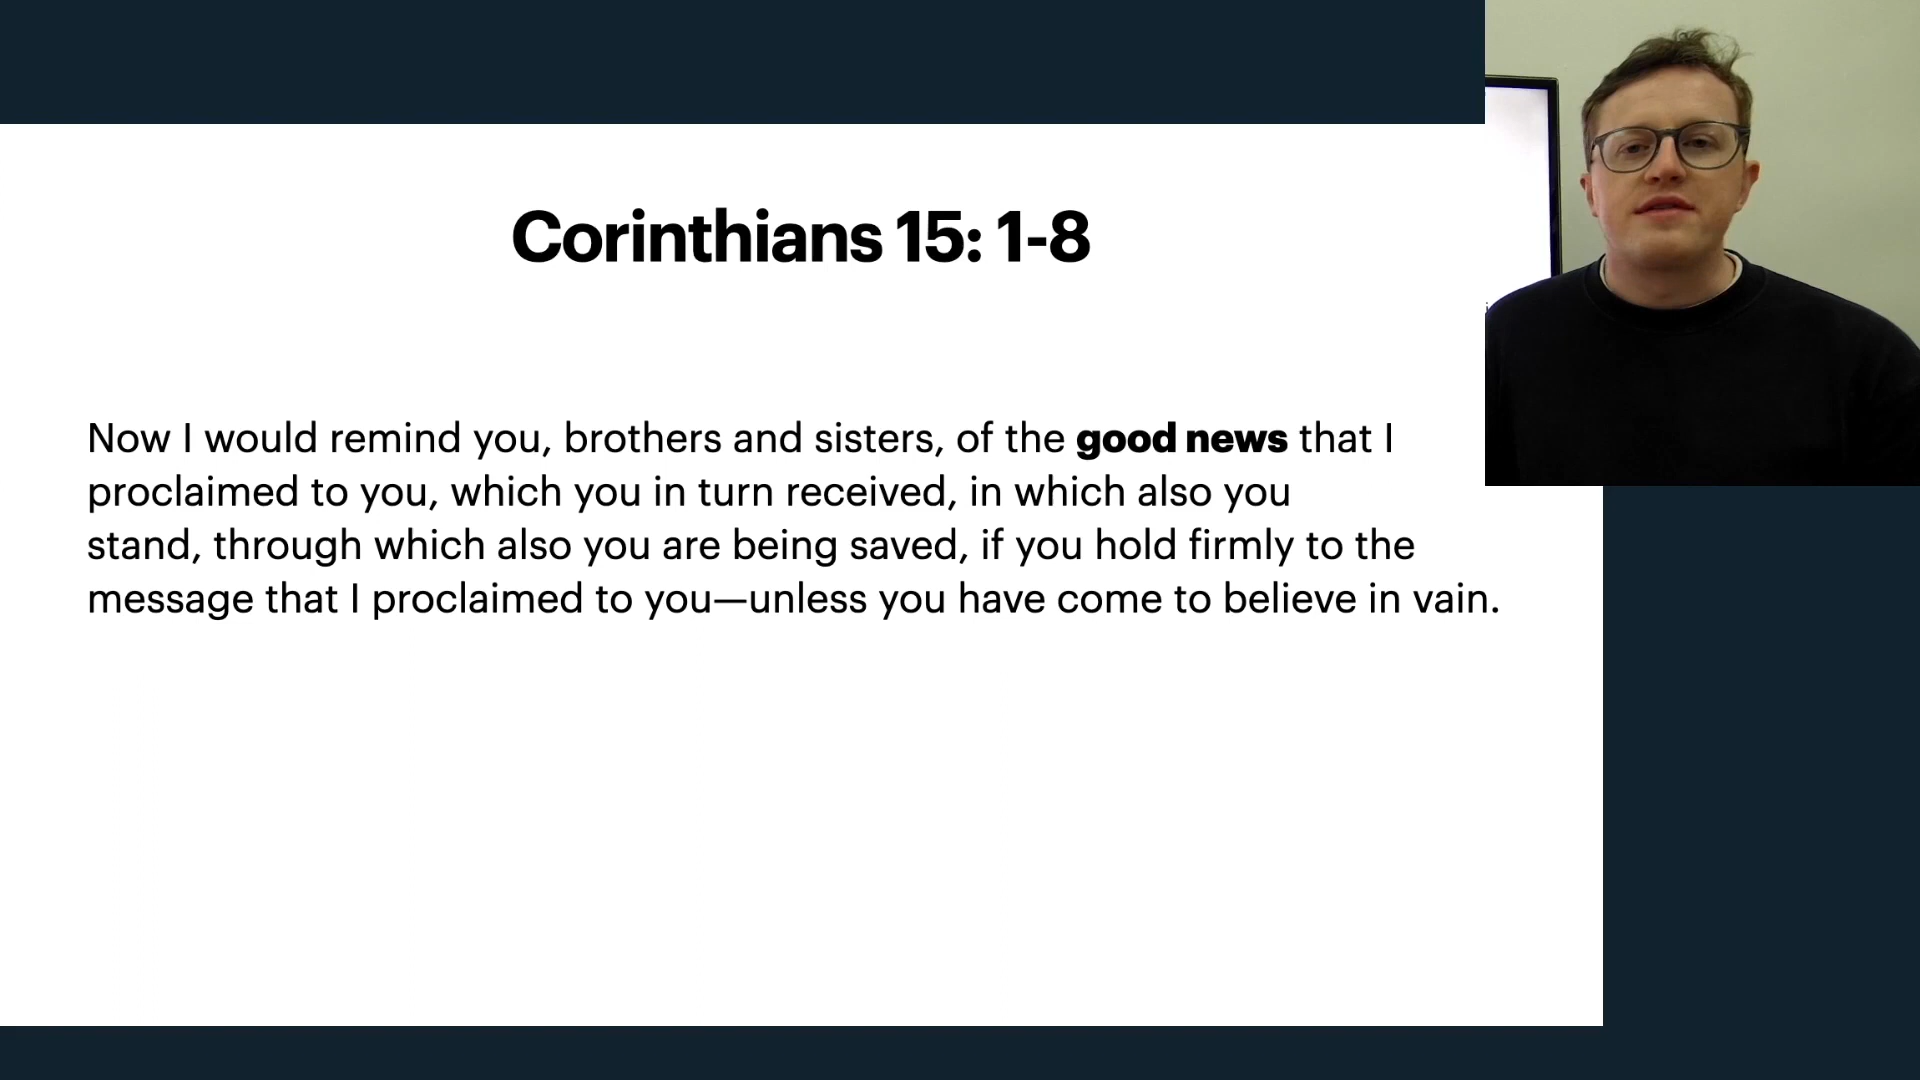 Corinthians 15: 1-8
Now I would remind you, brothers and sisters, of the good news that I
proclaimed to you, which you in turn received, in which also you
stand, through which also you are being saved, if you hold firmly to the
message that I proclaimed to you—unless you have come to believe in vain.